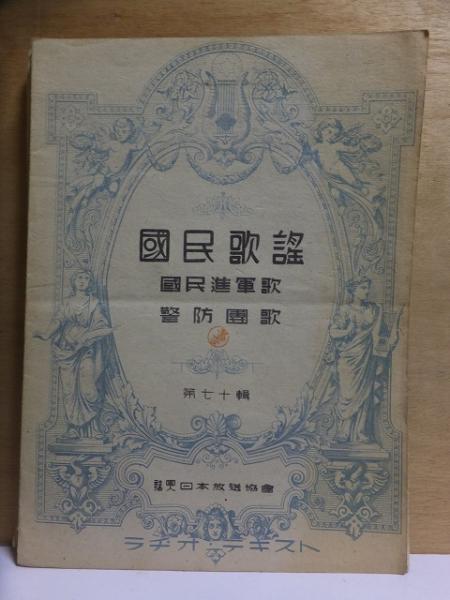 國民歌謠
國民進軍歌
警防團歌
第七十輯
社團法人 日本放送協會
ラヂオ・テキスト